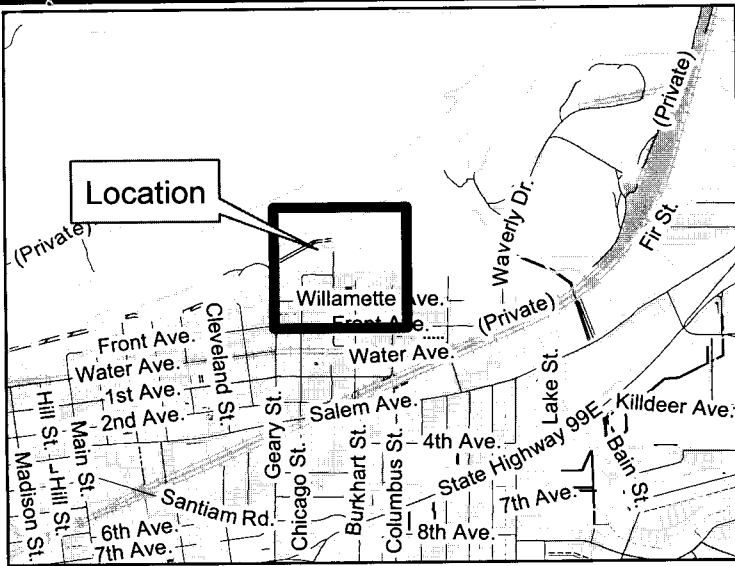 (Private)
Location
(Private)
Waverly Dr.
Fir St.
Willamette Ave.
Front Ave.
(Private)
Cleveland St.
Front Ave.
Water Ave.
Water Ave.
1st Ave.
2nd Ave.
Salem Ave.
Lake St.
Killdeer Ave.
Hill St.
Hill St.
Main St.
Madison St.
Geary St.
Chicago St.
Burkhart St.
Columbus St.
4th Ave.
State Highway 99E
Bain St.
Santiam Rd.
7th Ave.
6th Ave.
7th Ave.
8th Ave.